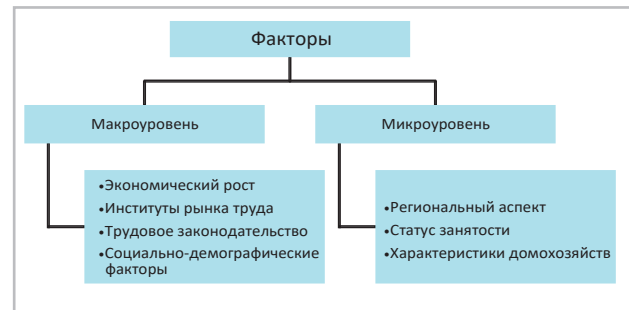 Факторы
Макроуровень
Микроуровень
•Экономический рост
•Институты рынка труда
•Трудовое законодательство
•Социально-демографические
факторы
•Региональный аспект
•Статус занятости
•Характеристики домохозяйств